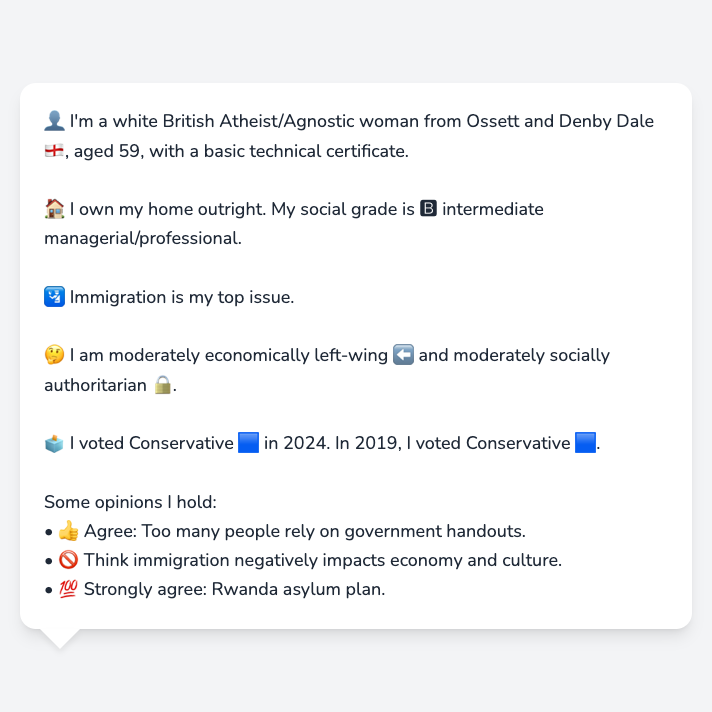 👤 I'm a white British Atheist/Agnostic woman from Ossett and Denby Dale
🏴󠁧󠁢󠁥󠁮󠁧󠁿, aged 59, with a basic technical certificate.
🏠 I own my home outright. My social grade is 🅱 intermediate
managerial/professional.
🛂 Immigration is my top issue.
🤔 I am moderately economically left-wing ⬅️ and moderately socially
authoritarian 🔒.
🗳️ I voted Conservative 🟦 in 2024. In 2019, I voted Conservative 🟦.
Some opinions I hold:
• 👍 Agree: Too many people rely on government handouts.
• 🚫 Think immigration negatively impacts economy and culture.
• 💯 Strongly agree: Rwanda asylum plan.